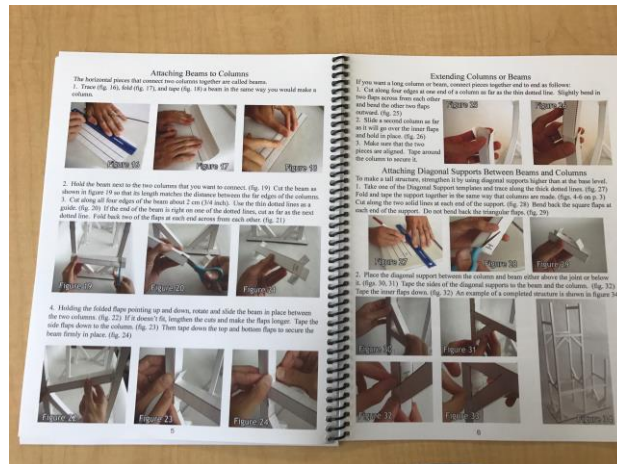 Attaching Beams to Columns
The horizontal pieces that connect two columns together are called beams.
1. Trace (fig. 16), fold (fig. 17), and tape (fig. 18) a beam in the same way you would make a
column.
Figure 16
Figure 17
Figure 18
2. Hold the beam next to the two columns that you want to connect. (fig. 19) Cut the beam as
shown in figure 19 so that its length matches the distance between the far edges of the columns.
3. Cut along all four edges of the beam about 2 cm (3/4 inch). Use the thin dotted lines as a
guide. (fig. 20) If the end of the beam is right on one of the dotted lines, cut as far as the next
dotted line. Fold back two of the flaps at each end across from each other. (fig. 21)
Figure 19
Figure 20
4. Holding the folded flaps pointing up and down, rotate and slide the beam in place between
the two columns. (fig. 22) If it doesn't fit, lengthen the cuts and make the flaps longer. Tape the
side flaps down to the column. (fig. 23) Then tape down the top and bottom flaps to secure the
beam firmly in place. (fig. 24)
Figure 22
Figure 23
Figure 24
5
Extending Columns or Beams
If you want a long column or beam, connect pieces together end to end as follows:
1. Cut along four edges at one end of a column as far as the thin dotted line. Slightly bend in
two flaps across from each other
and bend the other two flaps
outward. (fig. 25)
2. Slide a second column as far
as it will go over the inner flaps
and hold in place. (fig. 26)
3. Make sure that the two
pieces are aligned. Tape around
the column to secure it.
Figure 25
Attaching Diagonal Supports Between Beams and Columns
To make a tall structure, strengthen it by using diagonal supports higher than at the base level.
1. Take one of the Diagonal Support templates and trace along the thick dotted lines. (fig. 27)
Fold and tape the support together in the same way that columns are made. (figs. 4-6 on p. 3)
Cut along the two solid lines at each end of the support. (fig. 28) Bend back the square flaps at
each end of the support. Do not bend back the triangular flaps. (fig. 29)
Figure 27
2. Place the diagonal support between the column and beam either above the joint or below
it. (figs. 30, 31) Tape the sides of the diagonal supports to the beam and the column. (fig. 32)
Tape the inner flaps down. (fig. 32) An example of a completed structure is shown in figure 34
Figure 31
Figure 32
Figure 33
6